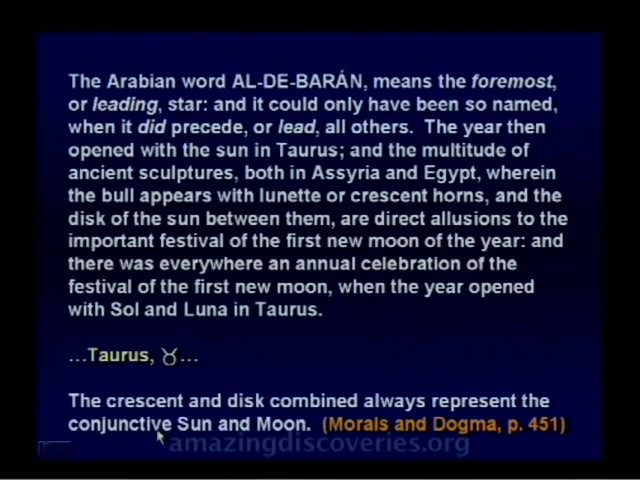 The Arabian word AL-DE-BARÁN, means the foremost,
or leading, star: and it could only have been so named,
when it did precede, or lead, all others.  The year then
opened with the sun in Taurus; and the multitude of
ancient sculptures, both in Assyria and Egypt, wherein
the bull appears with lunette or crescent horns, and the
disk of the sun between them, are direct allusions to the
important festival of the first new moon of the year: and
there was everywhere an annual celebration of the
festival of the first new moon, when the year opened
with Sol and Luna in Taurus.
…Taurus, ♉…
The crescent and disk combined always represent the
conjunctive Sun and Moon.  (Morals and Dogma, p. 451)
amazingdiscoveries.org